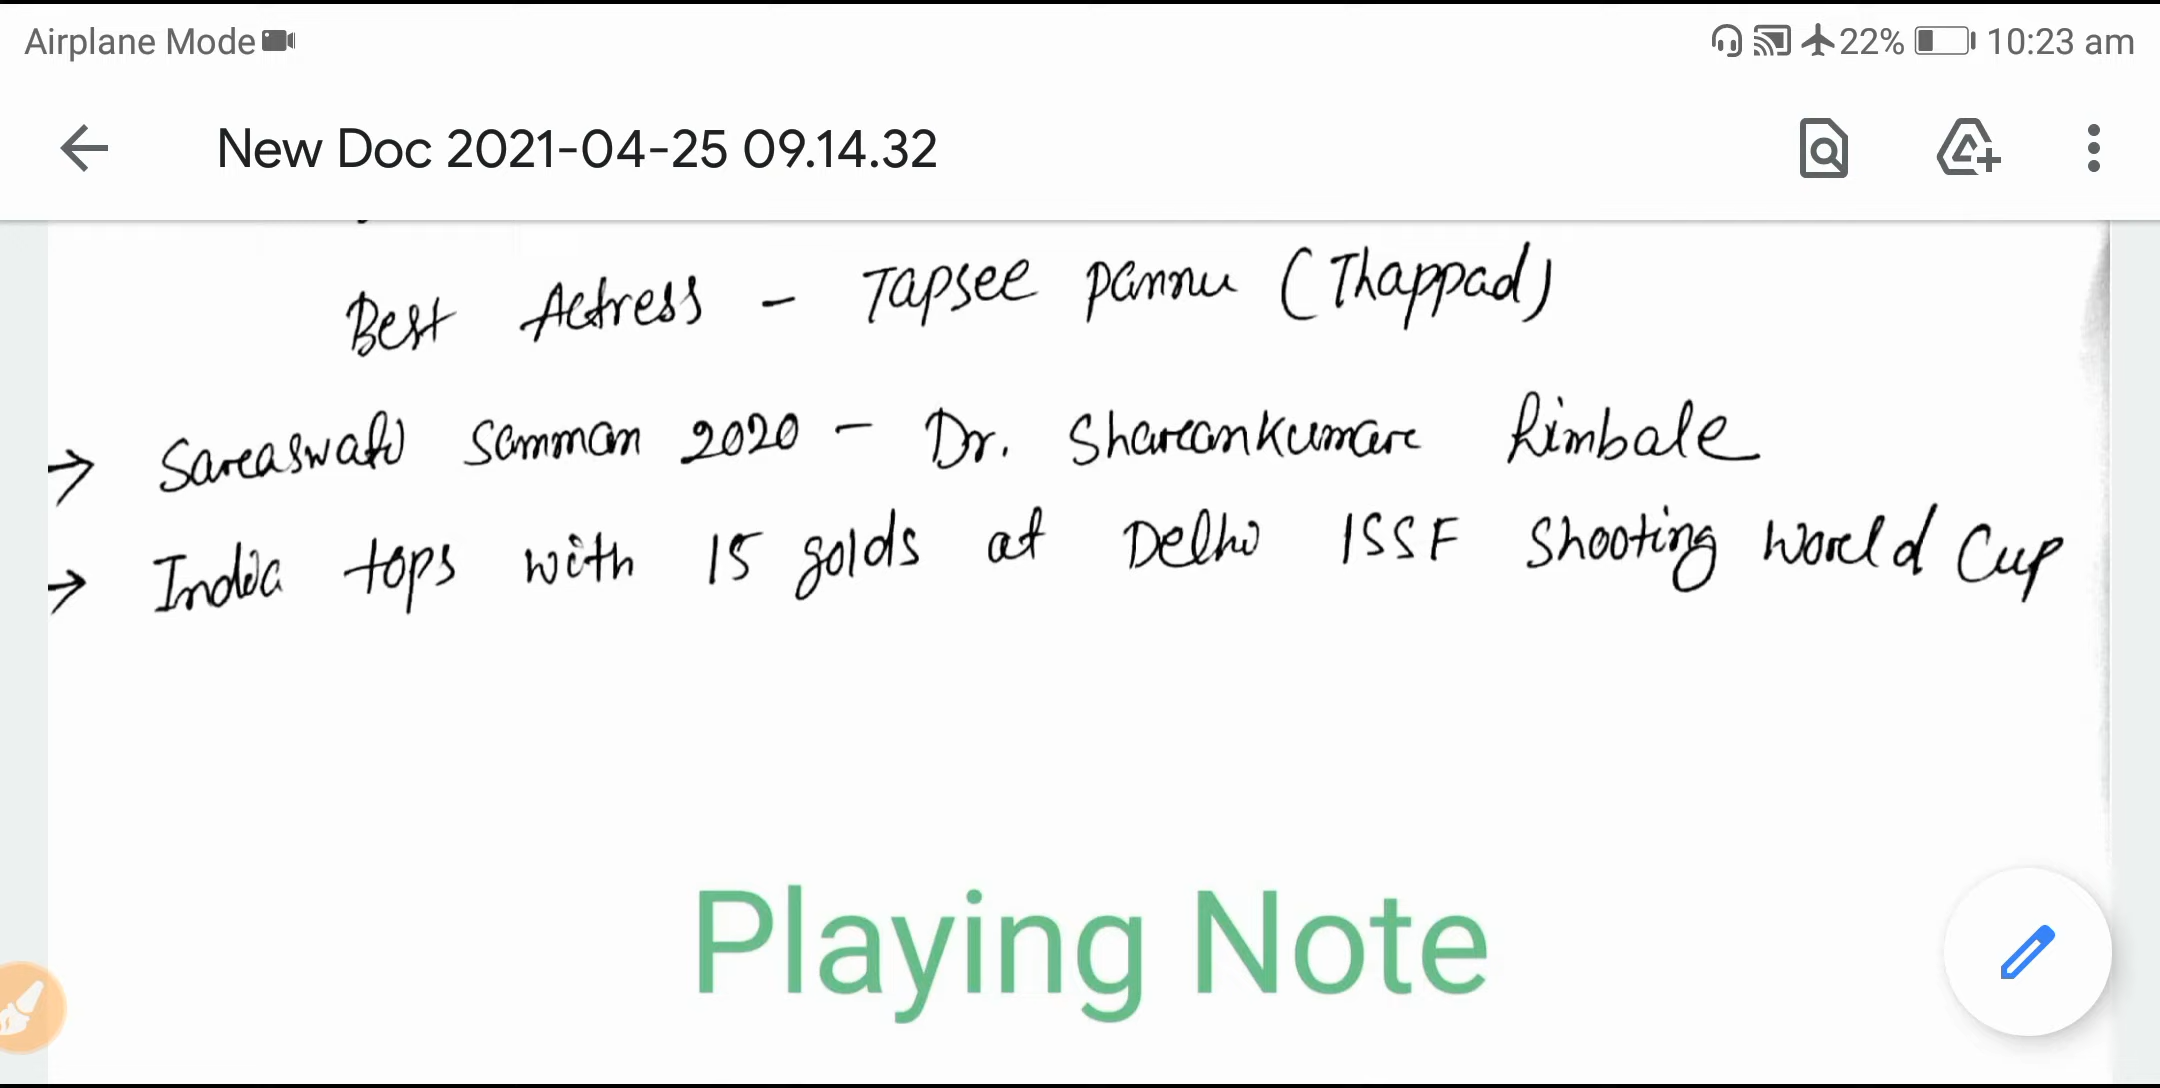 Airplane Mode 22% 10:23 am
New Doc 2021-04-25 09.14.32
Best Actress - Tapsee pannu (Thappad)
→ Saraswati Samman 2020 - Dr. Sharankumar Limbale
→ India tops with 15 golds at Delhi ISSF Shooting World Cup
Playing Note